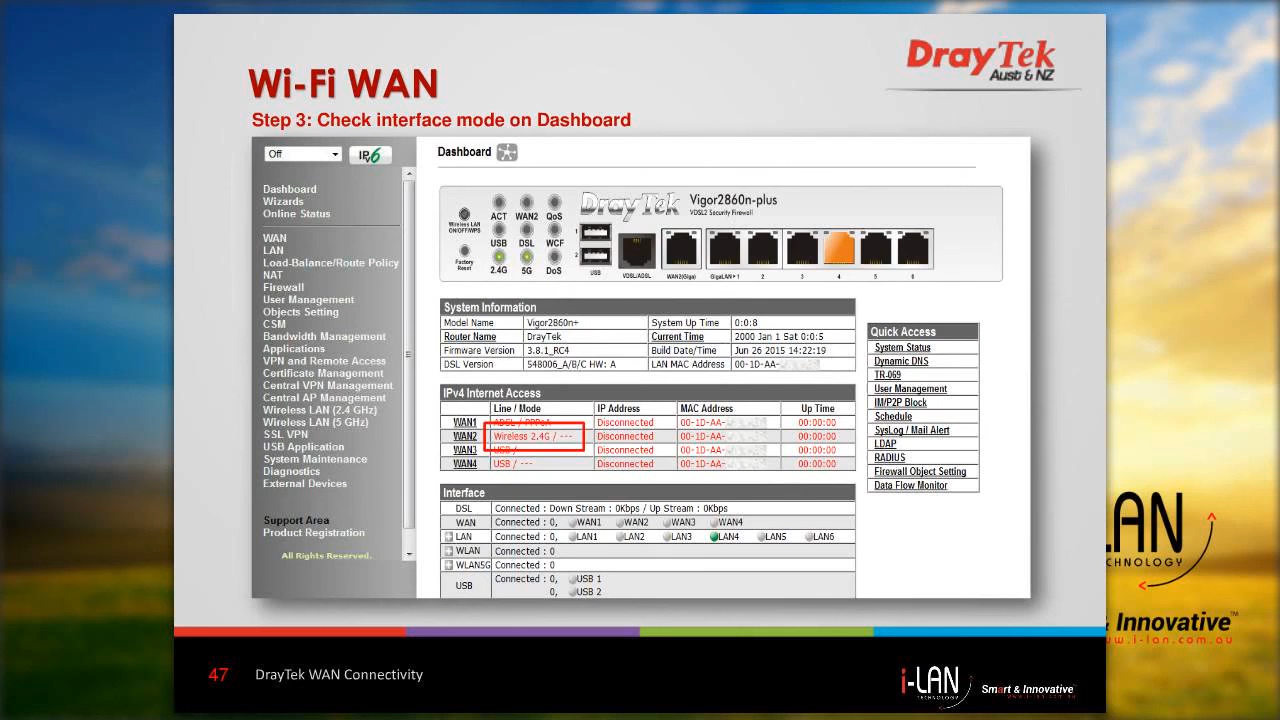 Wi-Fi WAN
DrayTek
Aust & NZ
Step 3: Check interface mode on Dashboard
Off
IPv6
Dashboard
Wizards
Online Status
WAN
LAN
Load-Balance/Route Policy
NAT
Firewall
User Management
Objects Setting
CSM
Bandwidth Management
Applications
VPN and Remote Access
Certificate Management
Central VPN Management
Central AP Management
Wireless LAN (2.4 GHz)
Wireless LAN (5 GHz)
SSL VPN
USB Application
System Maintenance
Diagnostics
External Devices
Support Area
Product Registration
All Rights Reserved.
Dashboard
Wireless LAN
ON/OFF/WPS
Factory
Reset
ACT WAN2 QoS
USB DSL WCF
2.4G 5G DoS
DrayTek Vigor2860n-plus
VDSL2 Security Firewall
1
2
USB VDSL/ADSL WAN2(Giga) GigaLAN 1 2 3 4 5 6
System Information
Model Name Vigor2860n+ System Up Time 0:0:8
Router Name DrayTek Current Time 2000 Jan 1 Sat 0:0:5
Firmware Version 3.8.1_RC4 Build Date/Time Jun 26 2015 14:22:19
DSL Version 548006_A/B/C HW: A LAN MAC Address 00-1D-AA-
IPv4 Internet Access
Line / Mode IP Address MAC Address Up Time
WAN1 ADSL / PPPoA Disconnected 00-1D-AA- 00:00:00
WAN2 Wireless 2.4G / --- Disconnected 00-1D-AA- 00:00:00
WAN3 USB / --- Disconnected 00-1D-AA- 00:00:00
WAN4 USB / --- Disconnected 00-1D-AA- 00:00:00
Interface
DSL Connected : Down Stream : 0Kbps / Up Stream : 0Kbps
WAN Connected : 0, WAN1 WAN2 WAN3 WAN4
LAN Connected : 0, LAN1 LAN2 LAN3 LAN4 LAN5 LAN6
WLAN Connected : 0
WLAN5G Connected : 0
USB Connected : 0, USB 1
0, USB 2
Quick Access
System Status
Dynamic DNS
TR-069
User Management
IM/P2P Block
Schedule
SysLog / Mail Alert
LDAP
RADIUS
Firewall Object Setting
Data Flow Monitor
LAN
CHNOLOGY
& Innovative™
www.i-lan.com.au
47 DrayTek WAN Connectivity
i-LAN
TECHNOLOGY
Smart & Innovative